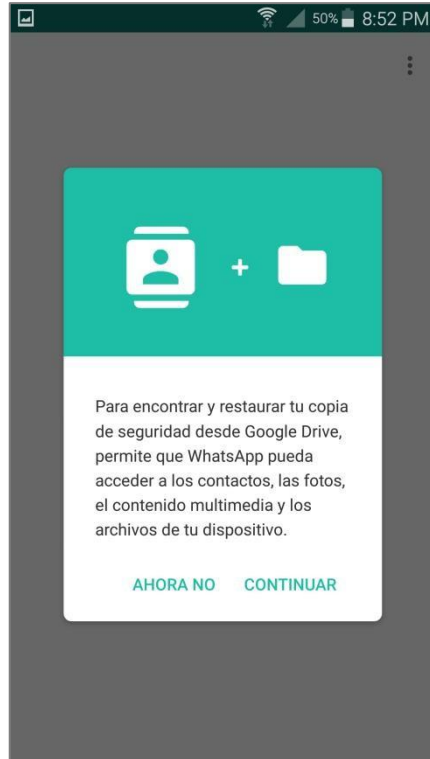 50% 8:52 PM
Para encontrar y restaurar tu copia
de seguridad desde Google Drive,
permite que WhatsApp pueda
acceder a los contactos, las fotos,
el contenido multimedia y los
archivos de tu dispositivo.
AHORA NO CONTINUAR